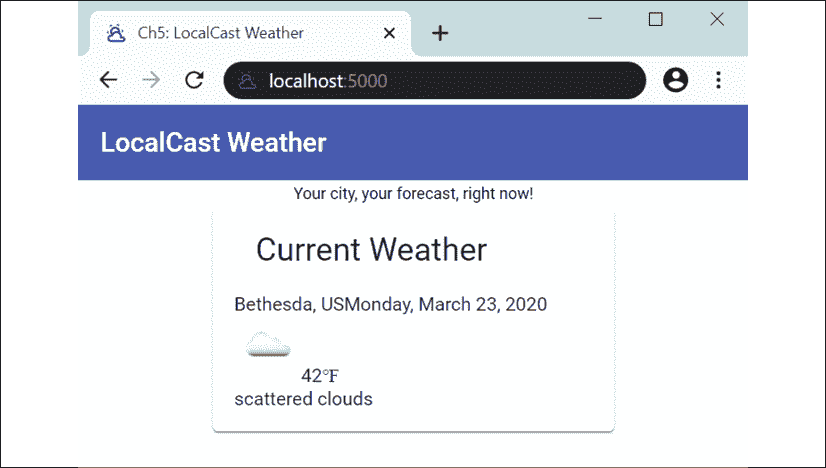 Ch5: LocalCast Weather
localhost:5000
LocalCast Weather
Your city, your forecast, right now!
Current Weather
Bethesda, USMonday, March 23, 2020
42°F
scattered clouds